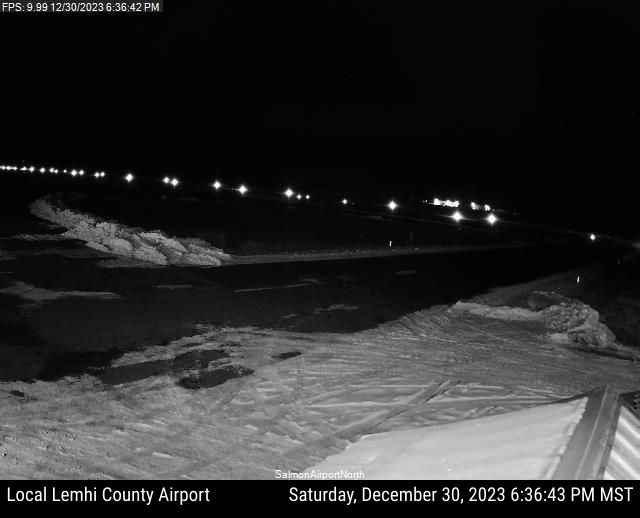 FPS: 9.99 12/30/2023 6:36:42 PM
SalmonAirportNorth
Local Lemhi County Airport Saturday, December 30, 2023 6:36:43 PM MST